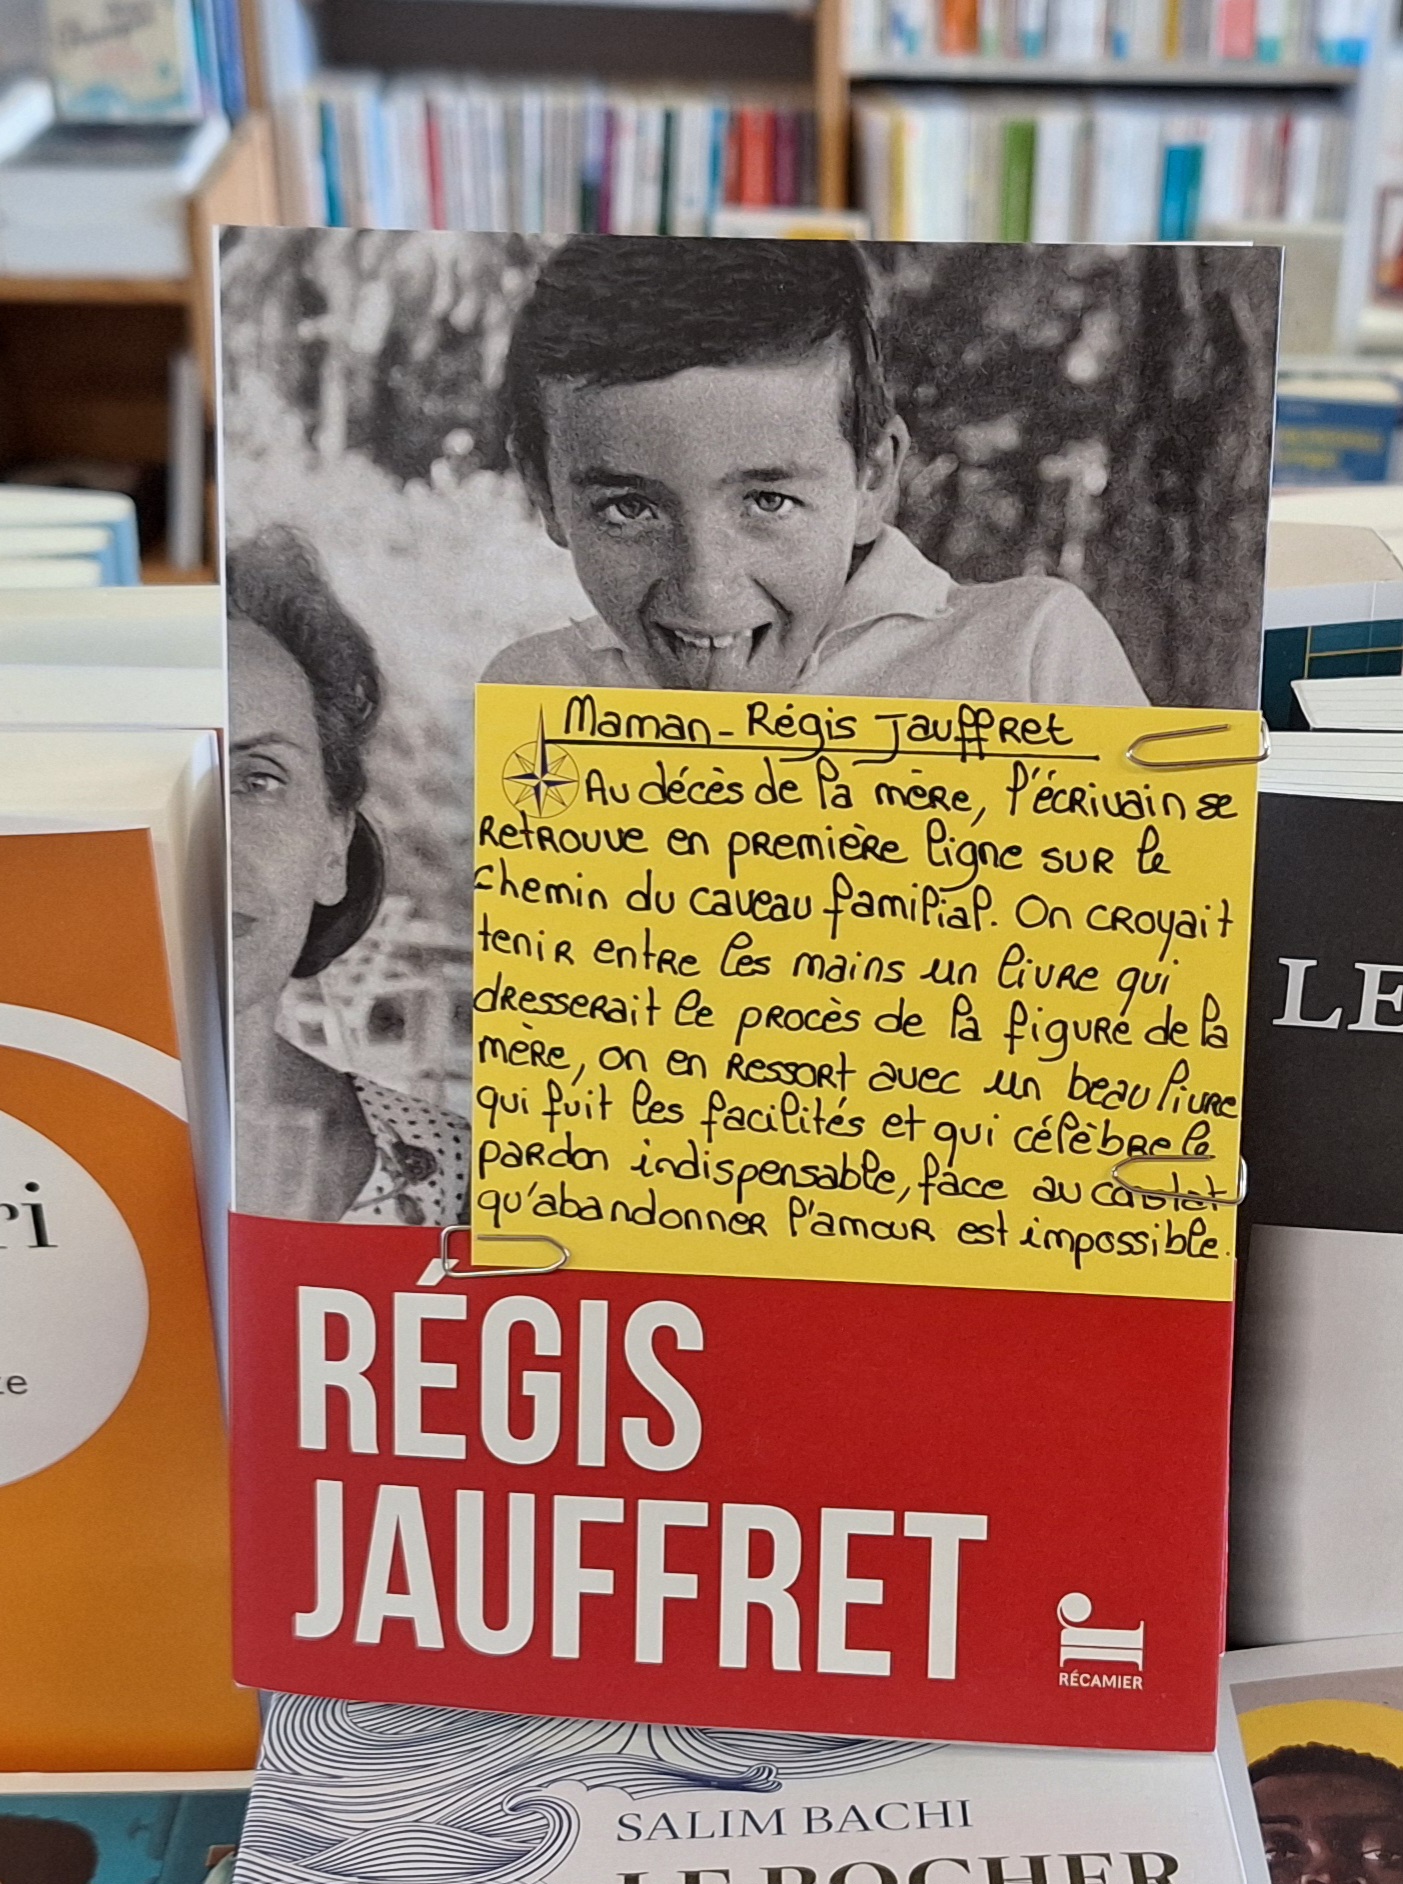 Maman - Régis Jauffret
Au décès de la mère, l'écrivain se
retrouve en première ligne sur le
chemin du caveau familial. On croyait
tenir entre les mains un livre qui
dresserait le procès de la figure de la
mère, on en ressort avec un beau livre
qui fuit les facilités et qui célèbre le
pardon indispensable, face au
qu'abandonner l'amour est impossible.
RÉGIS
JAUFFRET
RÉCAMIER
SALIM BACHI
LE ROCHER
LE
ri